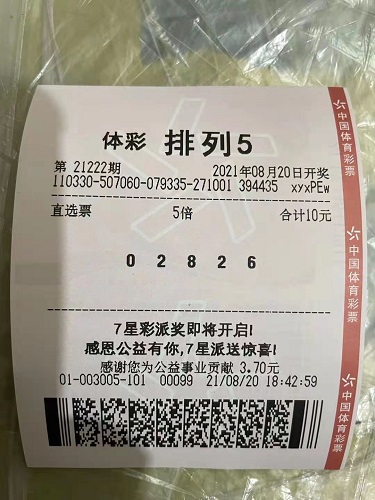 体彩 排列5
第 21222期 2021年08月20日开奖
110330-507060-079335-271001 394435 xyxPEw
直选票 5倍 合计10元
0 2 8 2 6
7星彩派奖即将开启!
感恩公益有你,7星派送惊喜!
感谢您为公益事业贡献 3.70元
01-003005-101 00099 21/08/20 18:42:59
中国体育彩票
中国体育彩票
中国体育彩票